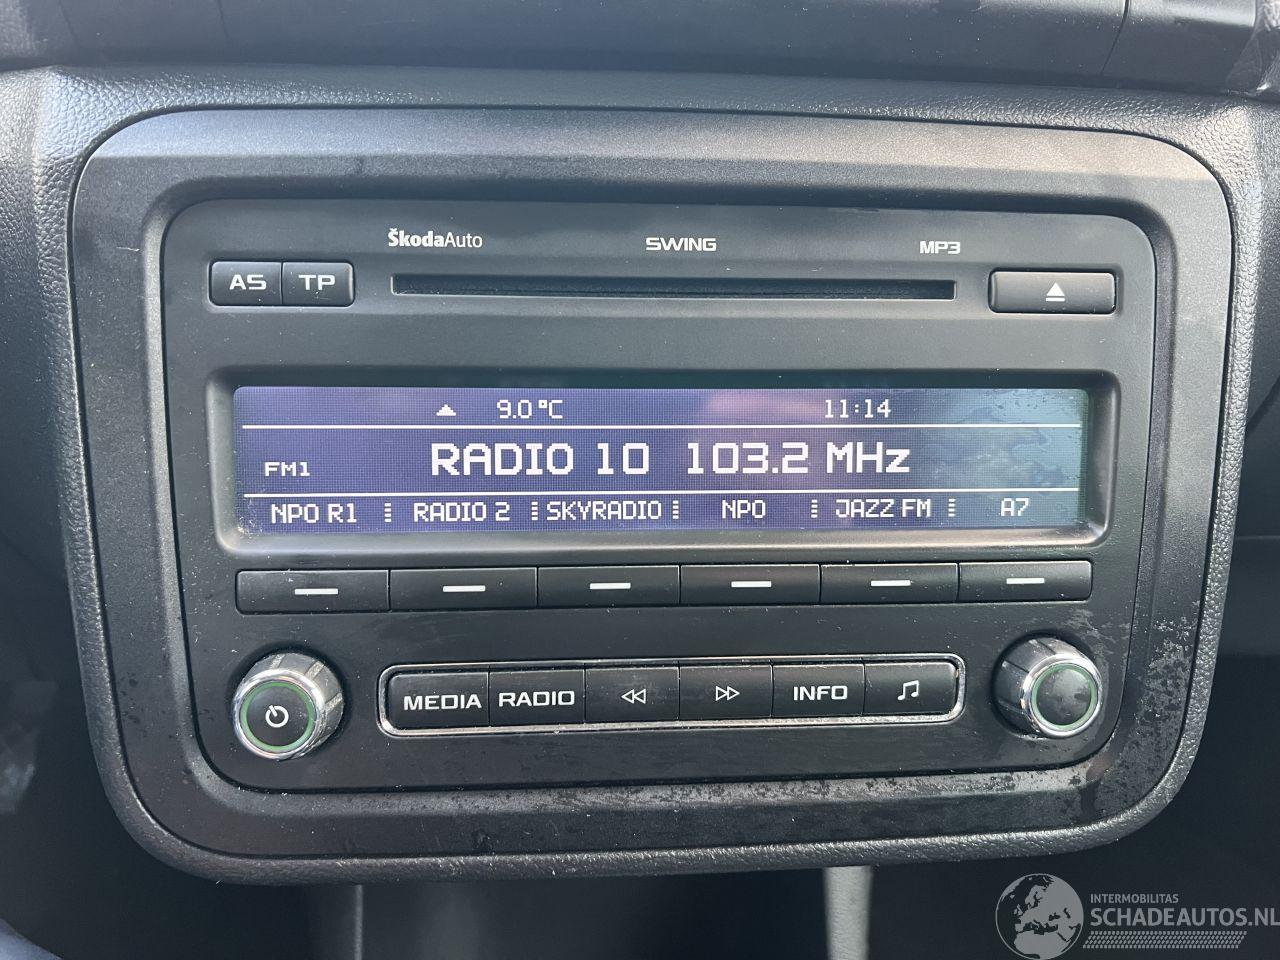 ŠkodaAuto SWING MP3
AS TP
9.0 °C 11:14
FM1 RADIO 10 103.2 MHz
NPO R1 RADIO 2 SKYRADIO NPO JAZZ FM A7
MEDIA RADIO INFO
INTERMOBILITAS
SCHADEAUTOS.NL